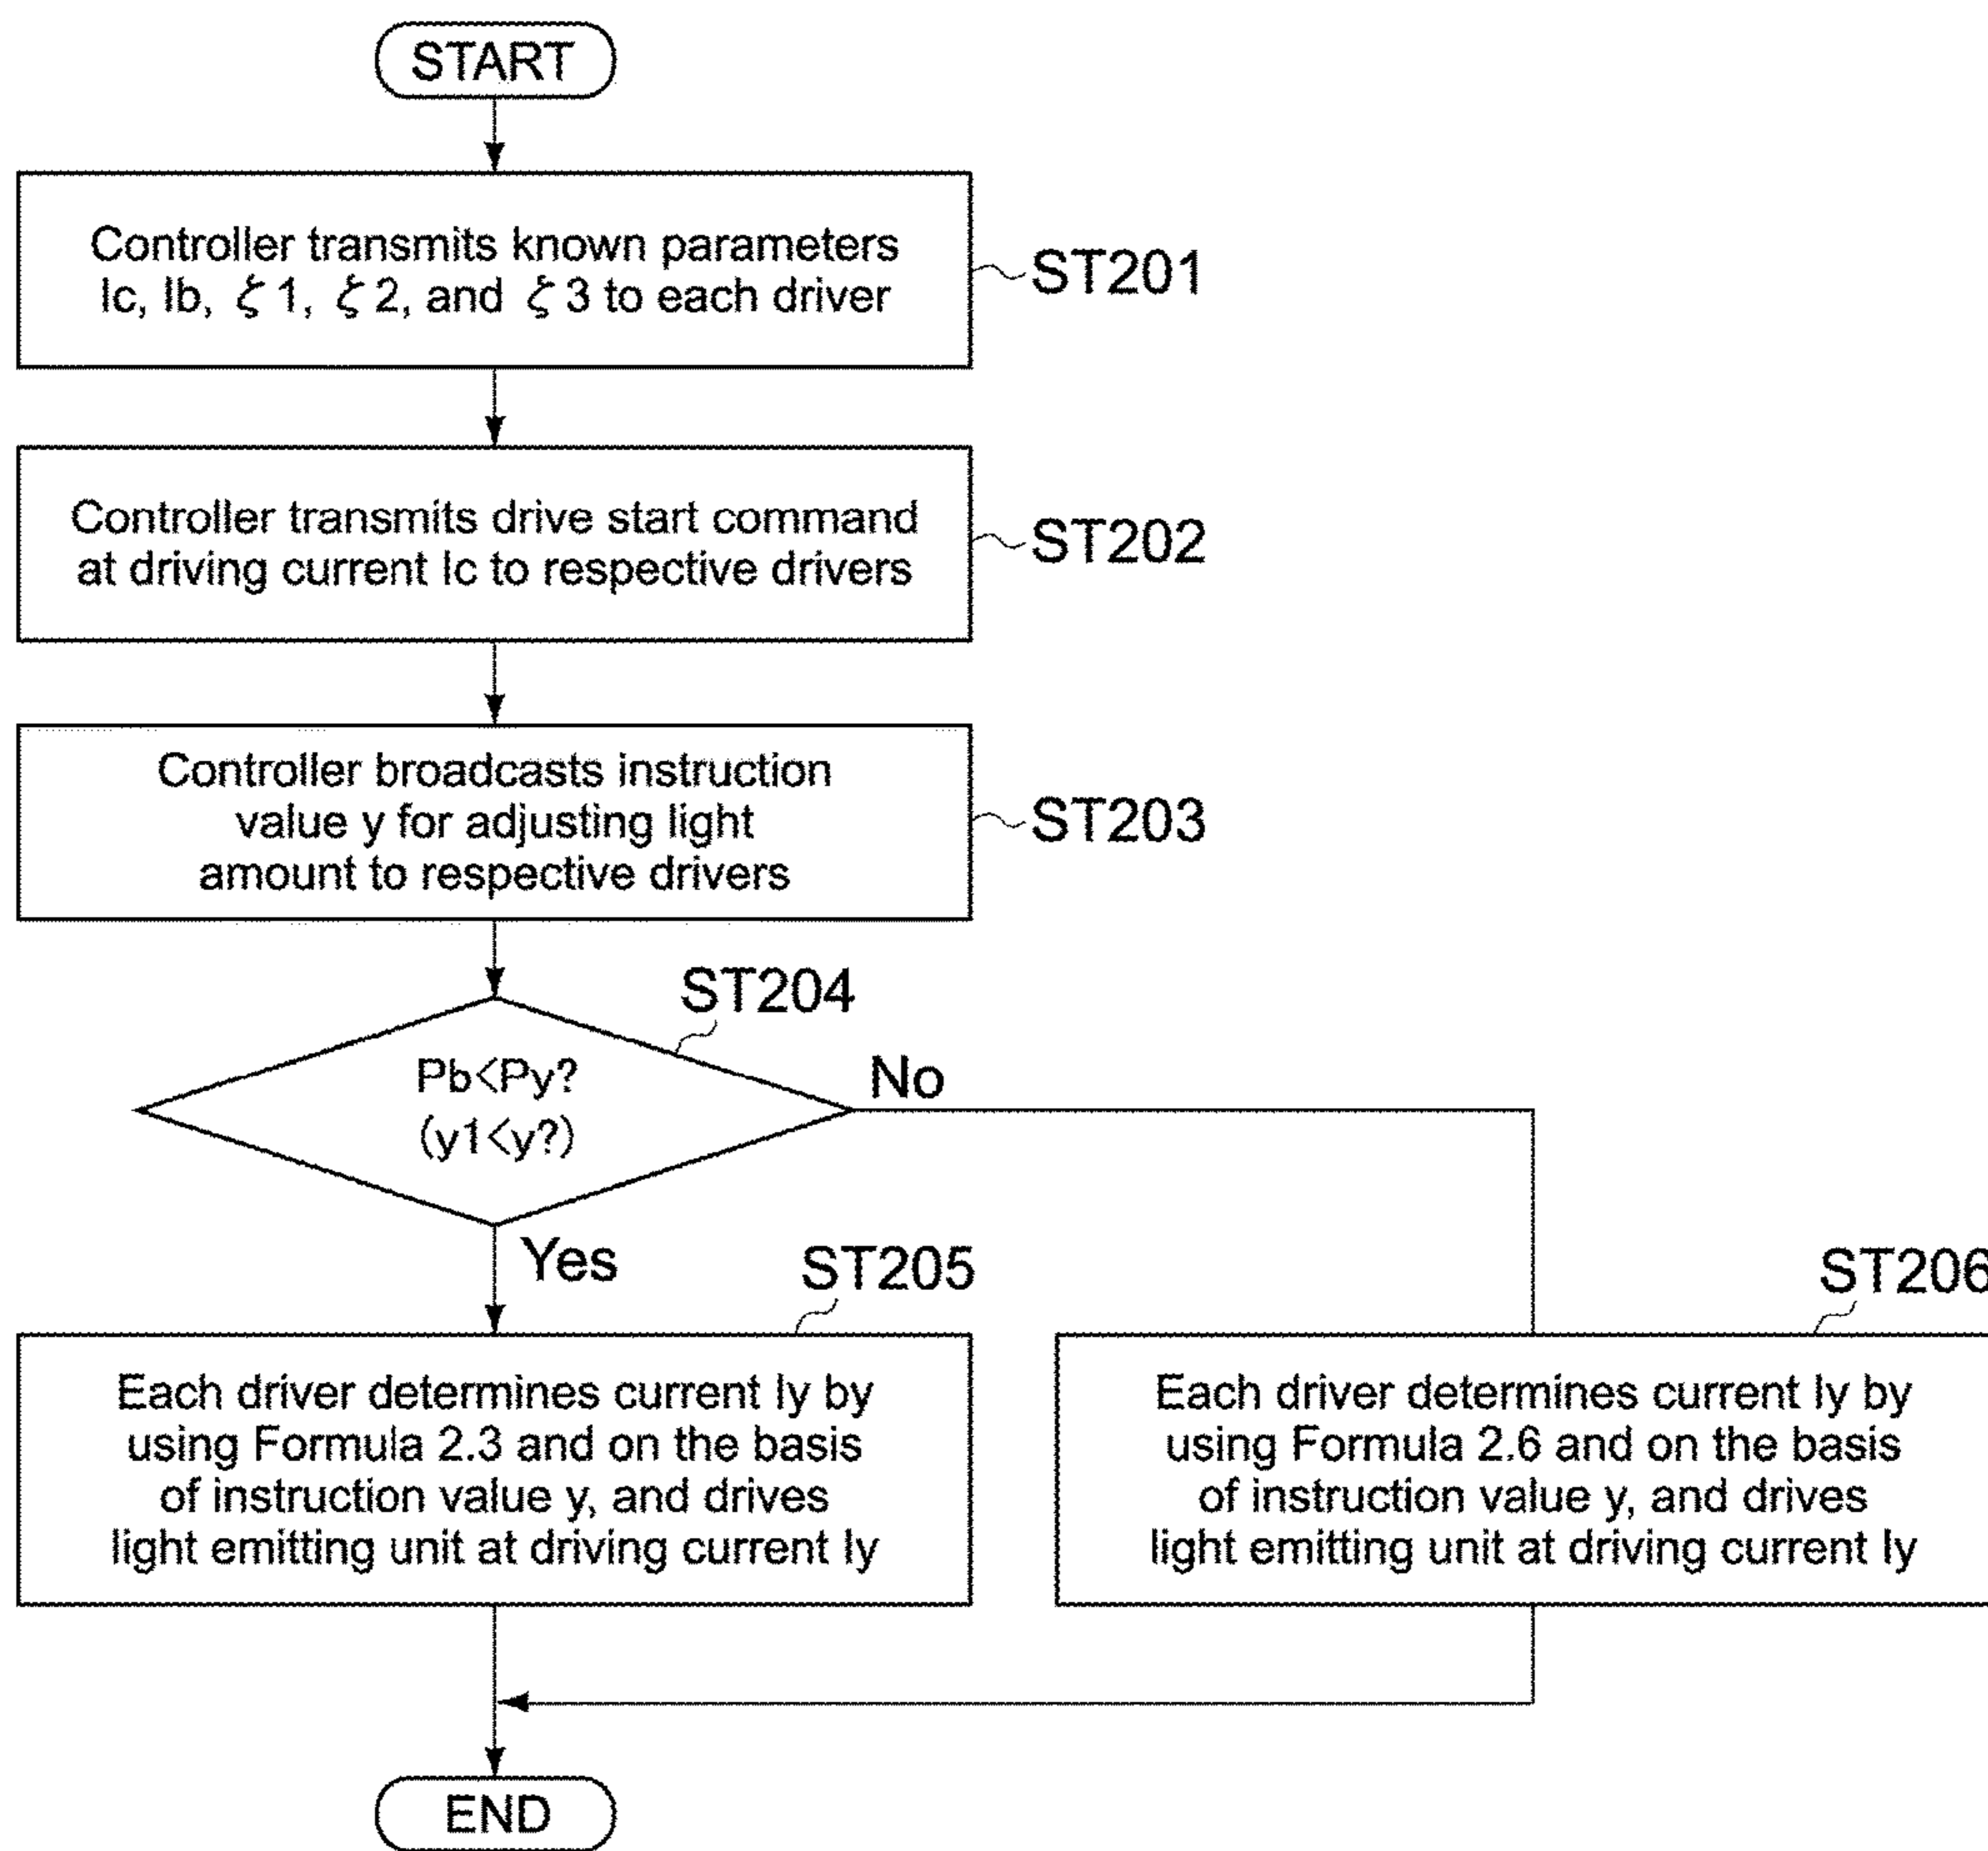 START
Controller transmits known parameters
Ic, Ib, ζ1, ζ2, and ζ3 to each driver
ST201
Controller transmits drive start command
at driving current Ic to respective drivers
ST202
Controller broadcasts instruction
value y for adjusting light
amount to respective drivers
ST203
ST204
Pb<Py?
(y1<y?)
No
Yes
ST205
Each driver determines current Iy by
using Formula 2.3 and on the basis
of instruction value y, and drives
light emitting unit at driving current Iy
ST206
Each driver determines current Iy by
using Formula 2.6 and on the basis
of instruction value y, and drives
light emitting unit at driving current Iy
END